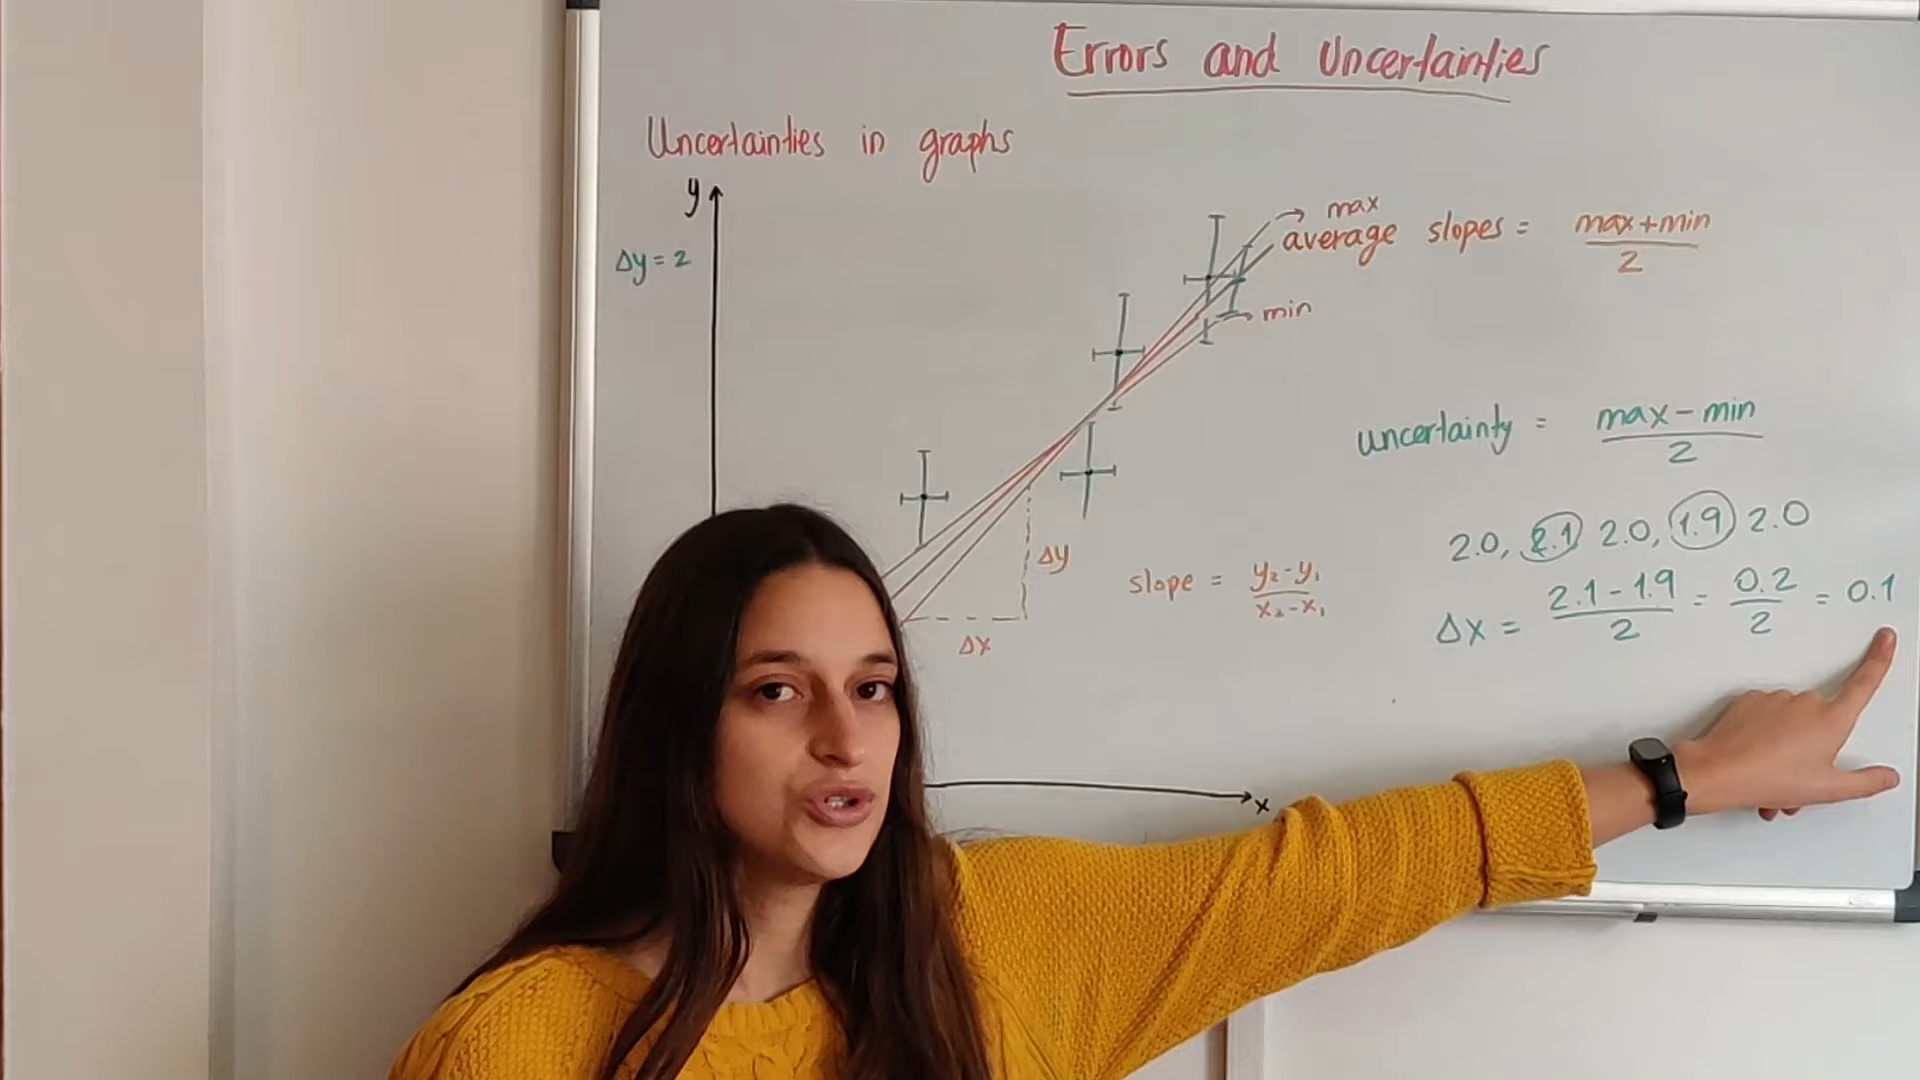 Errors and Uncertainties
Uncertainties in graphs
y
Δy = 2
max
average slopes = max+min / 2
min
uncertainty = max - min / 2
2.0, 2.1 2.0, 1.9 2.0
Δy
slope = y₂-y₁ / x₂-x₁
Δx = 2.1 - 1.9 / 2 = 0.2 / 2 = 0.1
Δx
x